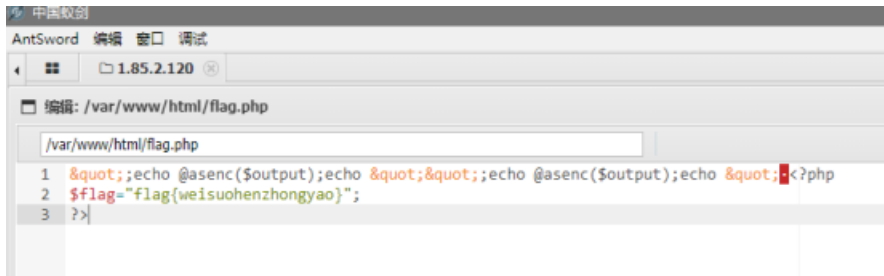 中国蚁剑
AntSword 编辑 窗口 调试
1.85.2.120
编辑: /var/www/html/flag.php
/var/www/html/flag.php
1 &quot;;echo @asenc($output);echo &quot;&quot;;echo @asenc($output);echo &quot;·<?php
2 $flag="flag{weisuohenzhongyao}";
3 ?>